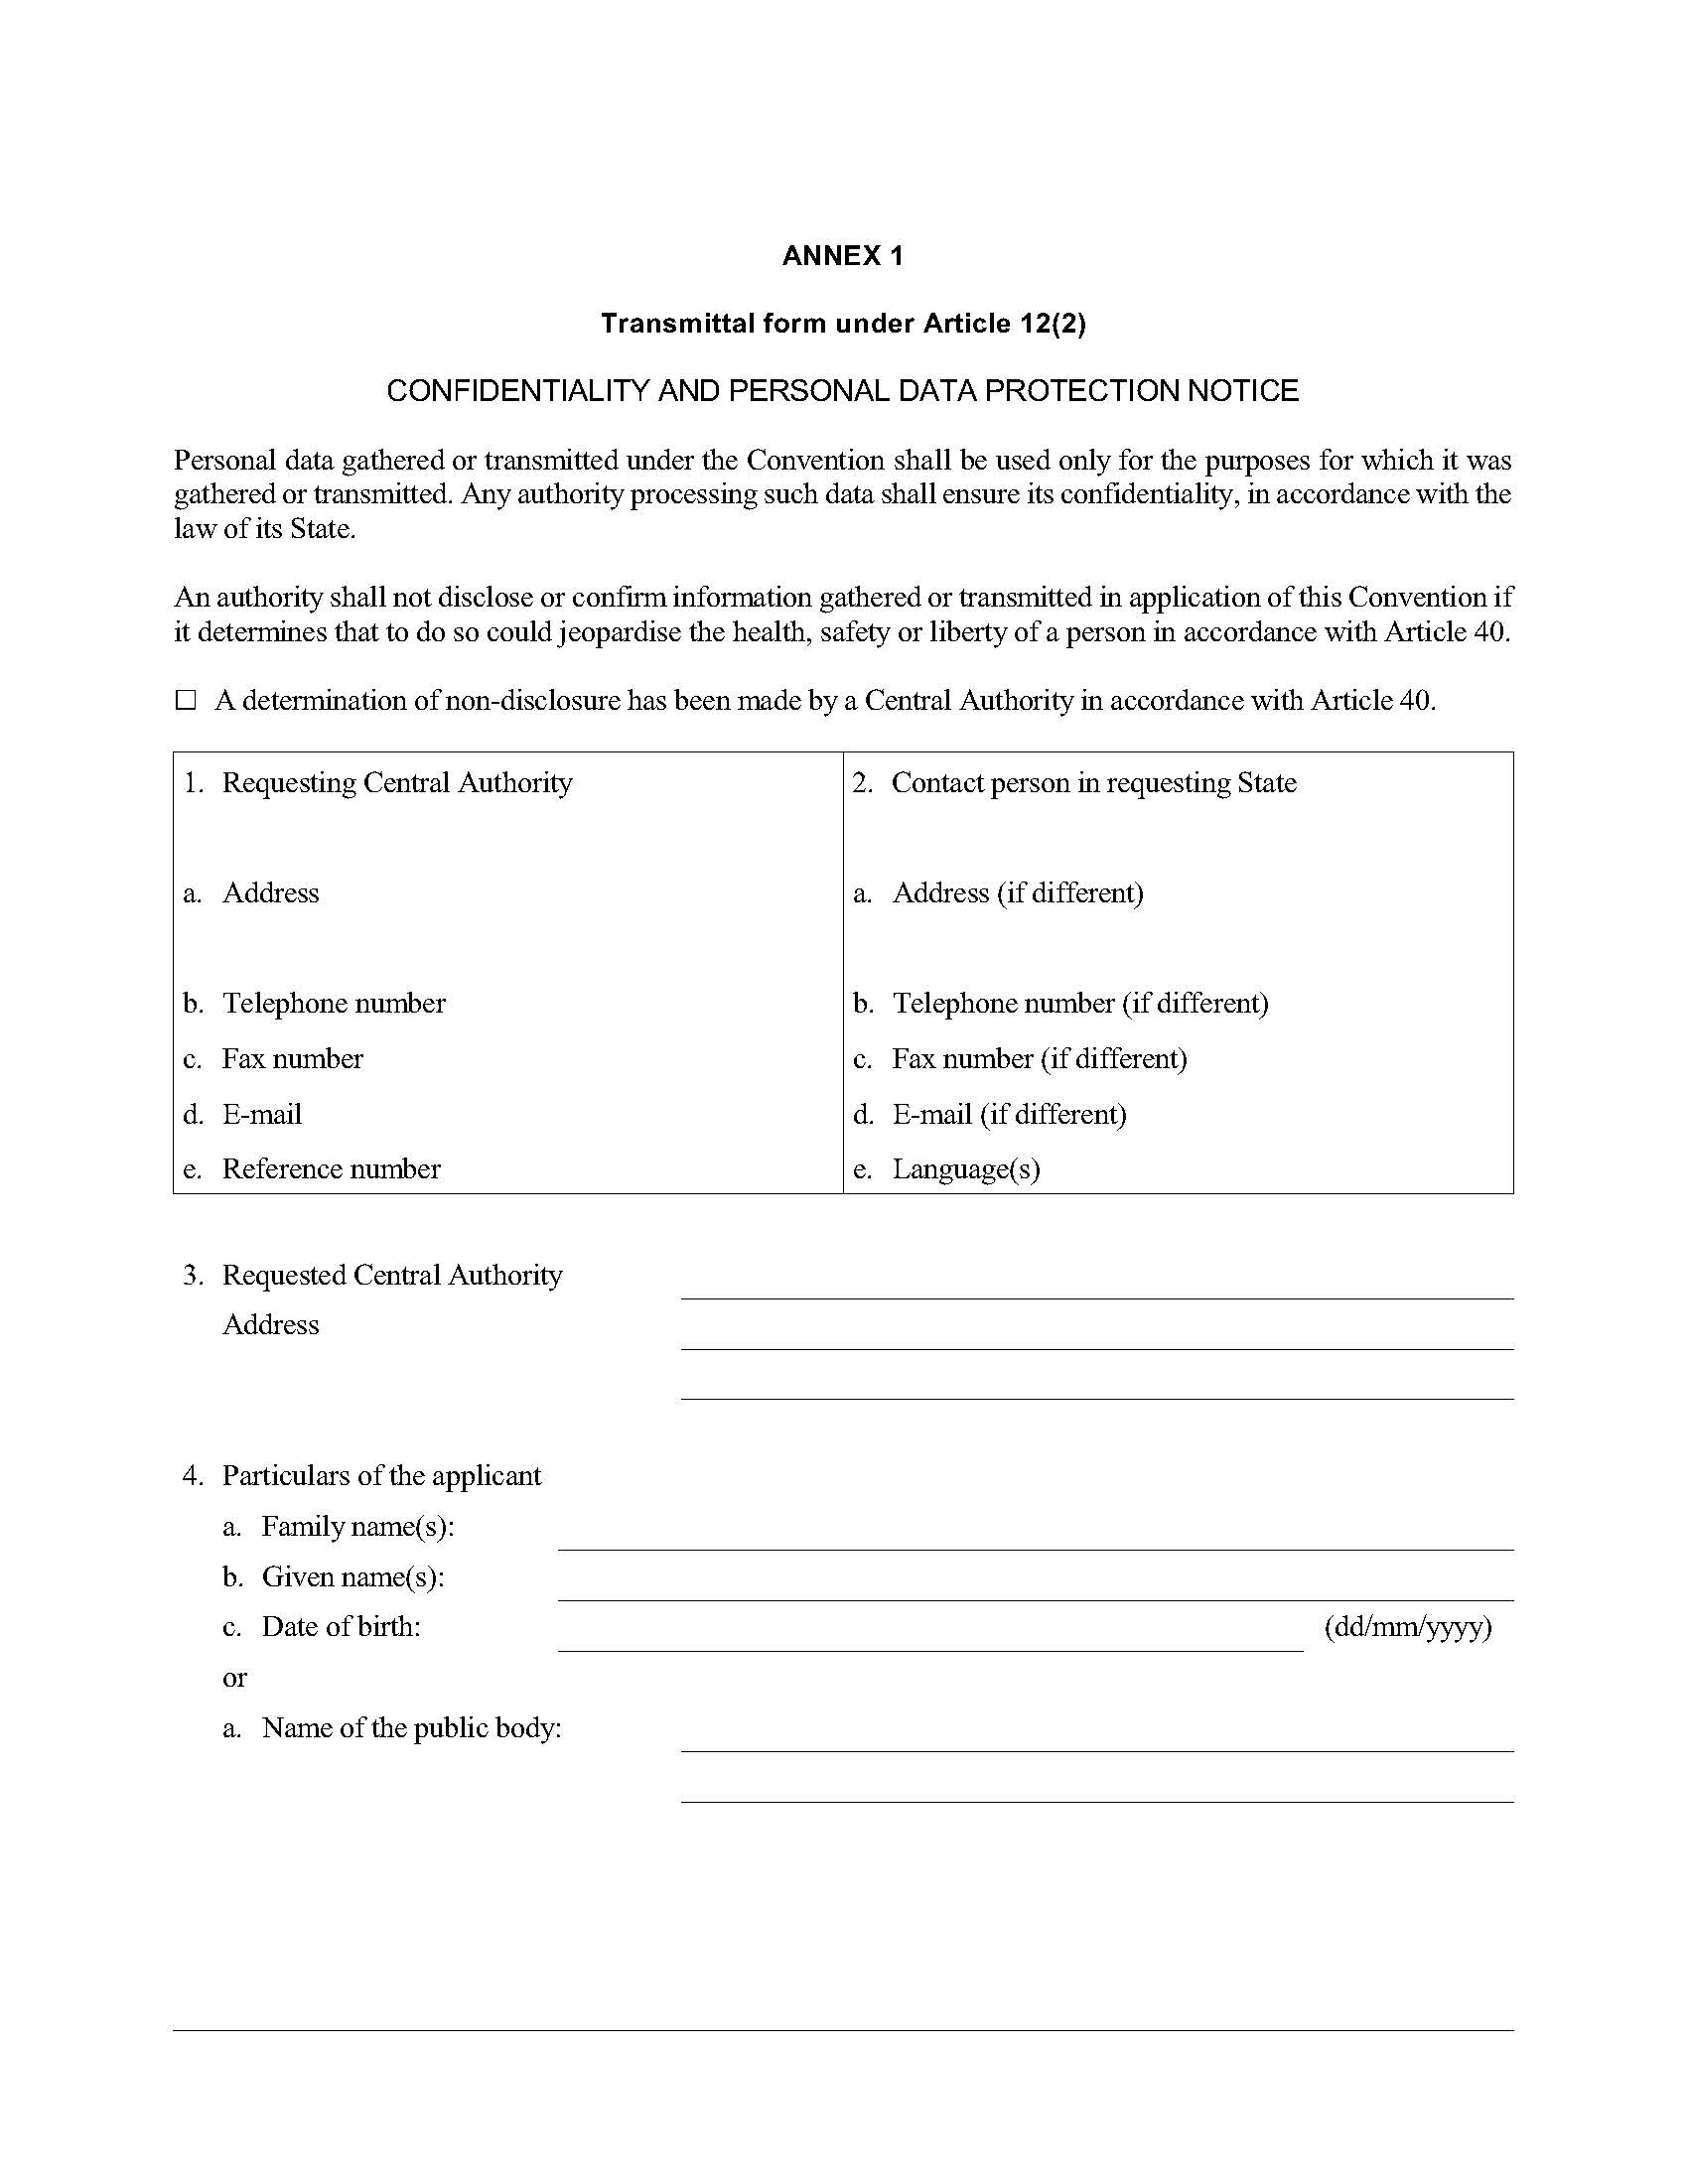 ANNEX 1
Transmittal form under Article 12(2)
CONFIDENTIALITY AND PERSONAL DATA PROTECTION NOTICE
Personal data gathered or transmitted under the Convention shall be used only for the purposes for which it was
gathered or transmitted. Any authority processing such data shall ensure its confidentiality, in accordance with the
law of its State.
An authority shall not disclose or confirm information gathered or transmitted in application of this Convention if
it determines that to do so could jeopardise the health, safety or liberty of a person in accordance with Article 40.
☐ A determination of non-disclosure has been made by a Central Authority in accordance with Article 40.
1. Requesting Central Authority
a. Address
b. Telephone number
c. Fax number
d. E-mail
e. Reference number
2. Contact person in requesting State
a. Address (if different)
b. Telephone number (if different)
c. Fax number (if different)
d. E-mail (if different)
e. Language(s)
3. Requested Central Authority
Address
4. Particulars of the applicant
a. Family name(s):
b. Given name(s):
c. Date of birth: (dd/mm/yyyy)
or
a. Name of the public body: